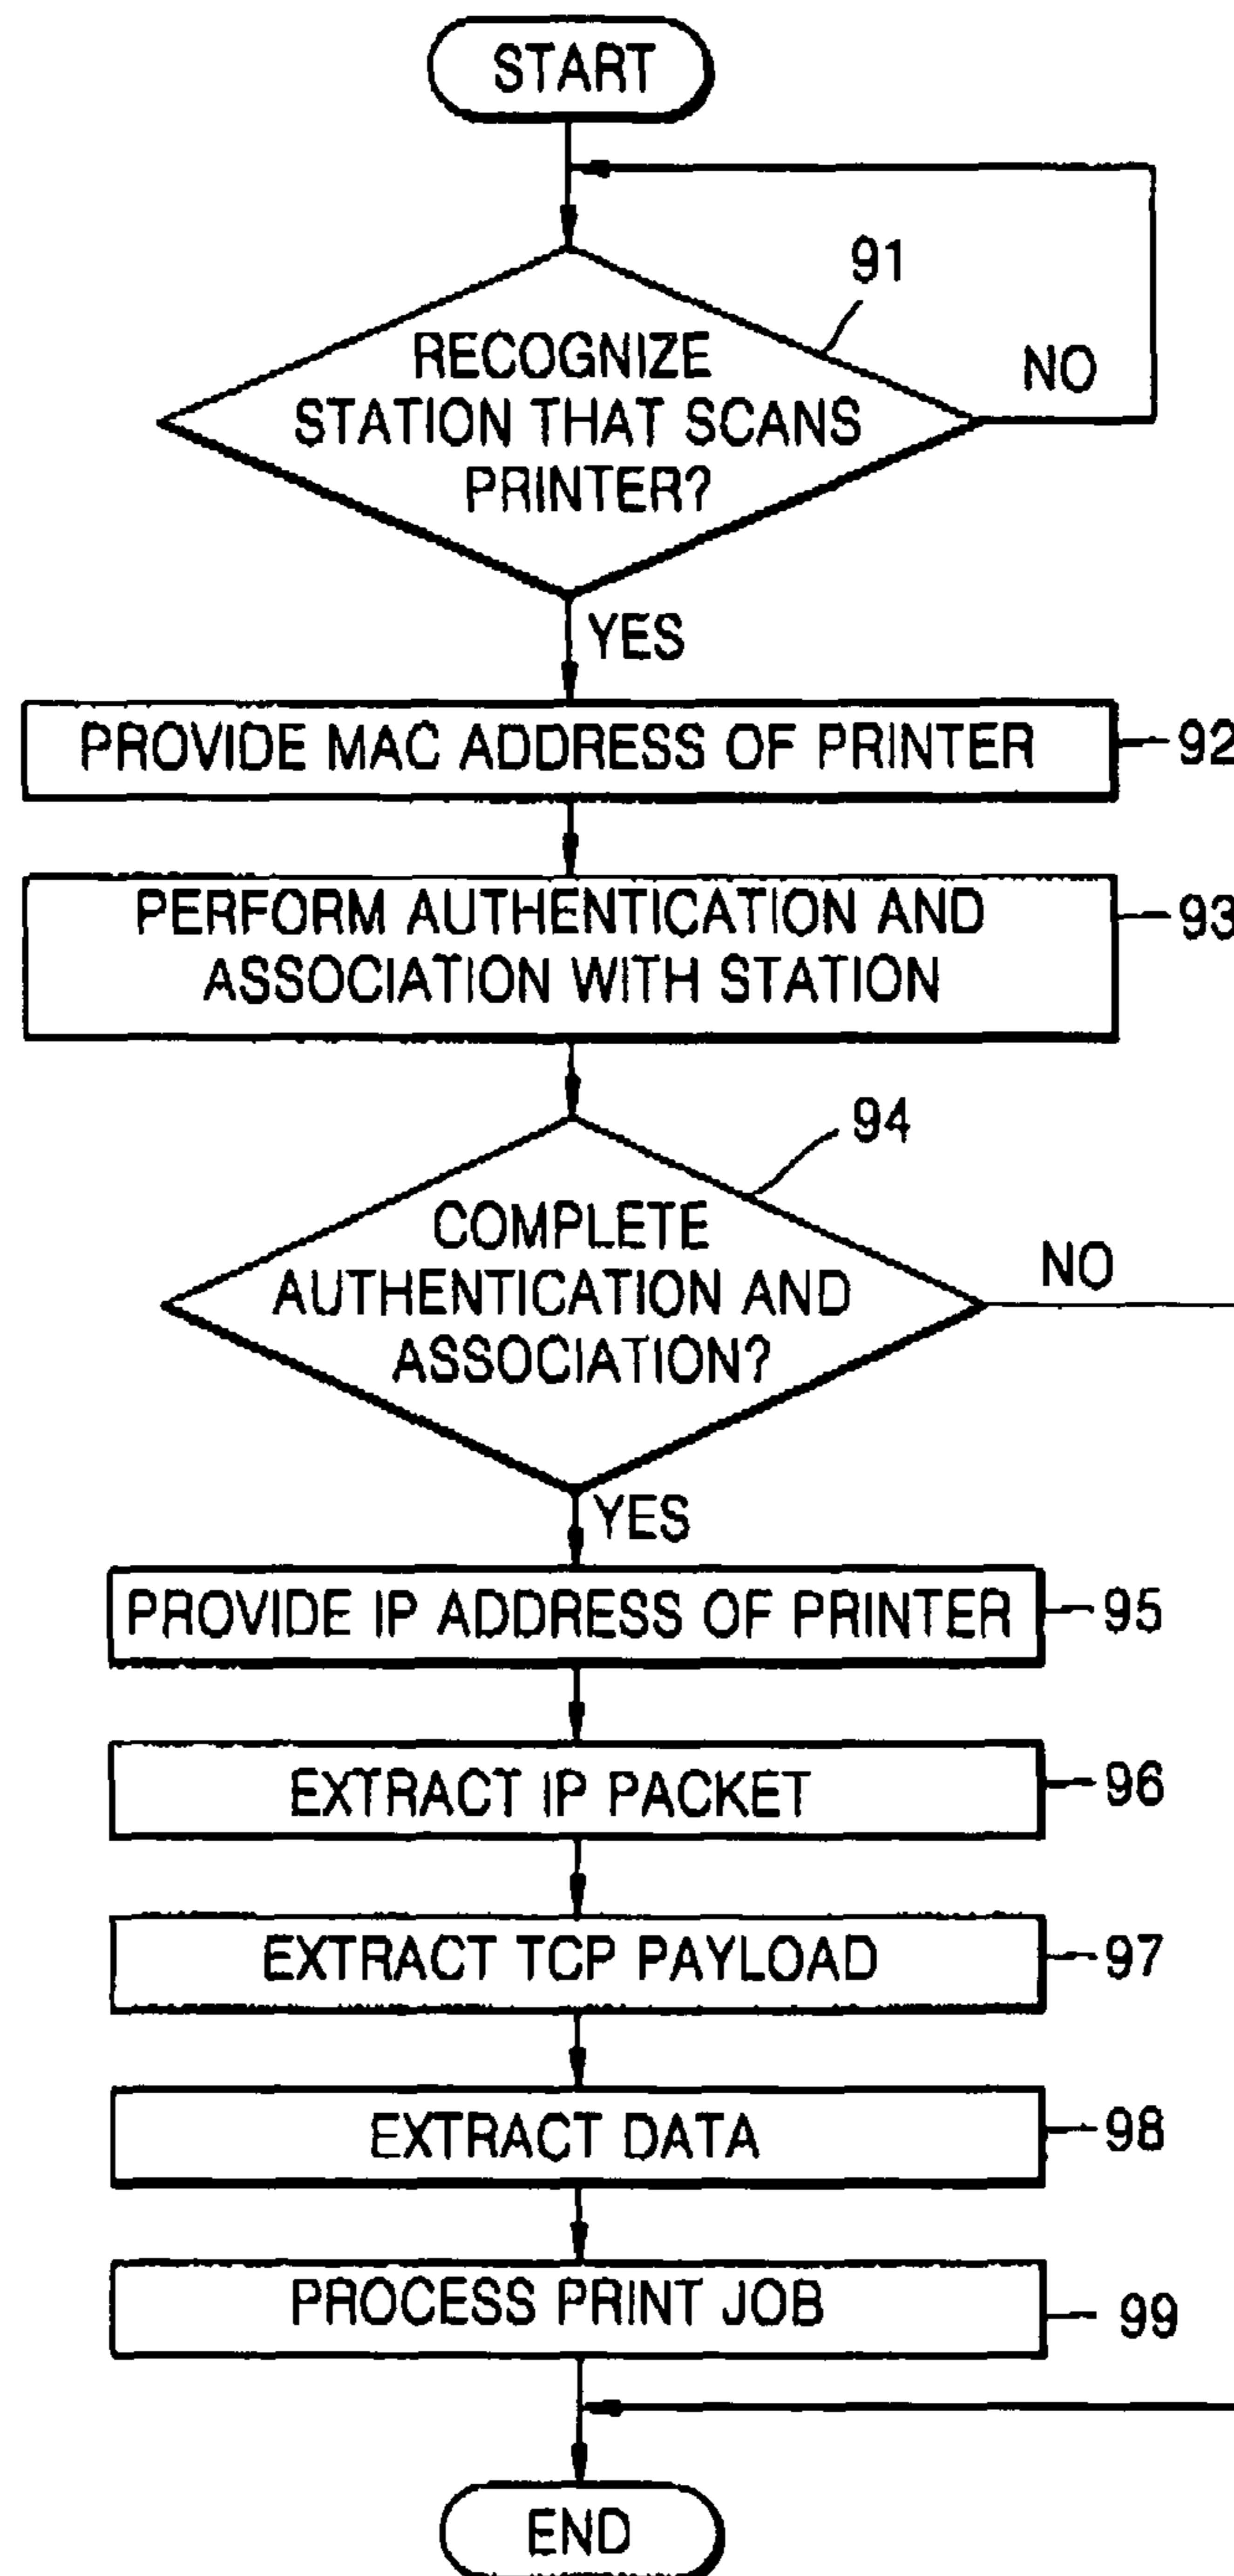 START
91
RECOGNIZE
STATION THAT SCANS
PRINTER?
NO
YES
PROVIDE MAC ADDRESS OF PRINTER
92
PERFORM AUTHENTICATION AND
ASSOCIATION WITH STATION
93
94
COMPLETE
AUTHENTICATION AND
ASSOCIATION?
NO
YES
PROVIDE IP ADDRESS OF PRINTER
95
EXTRACT IP PACKET
96
EXTRACT TCP PAYLOAD
97
EXTRACT DATA
98
PROCESS PRINT JOB
99
END